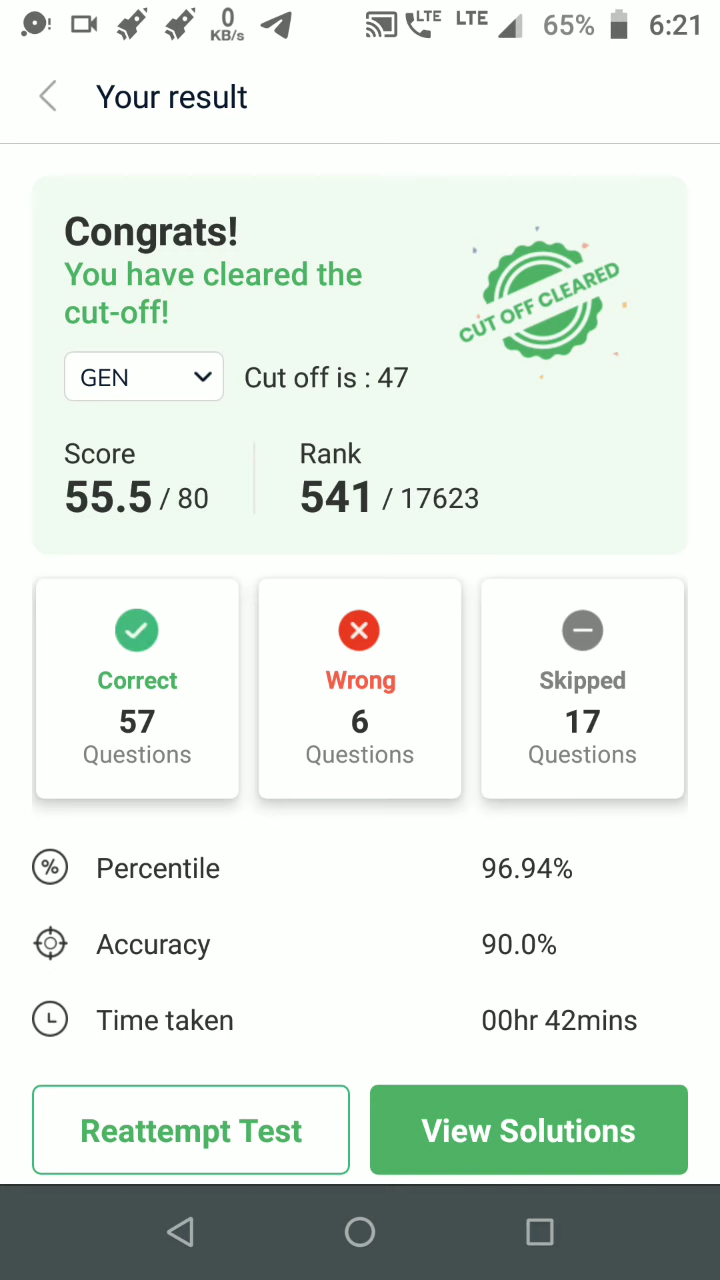 0
KB/s
LTE
LTE
65%
6:21
Your result
Congrats!
You have cleared the
cut-off!
CUT OFF CLEARED
GEN
Cut off is : 47
Score
Rank
55.5 / 80
541 / 17623
Correct
Wrong
Skipped
57
6
17
Questions
Questions
Questions
% Percentile 96.94%
Accuracy 90.0%
Time taken 00hr 42mins
Reattempt Test
View Solutions